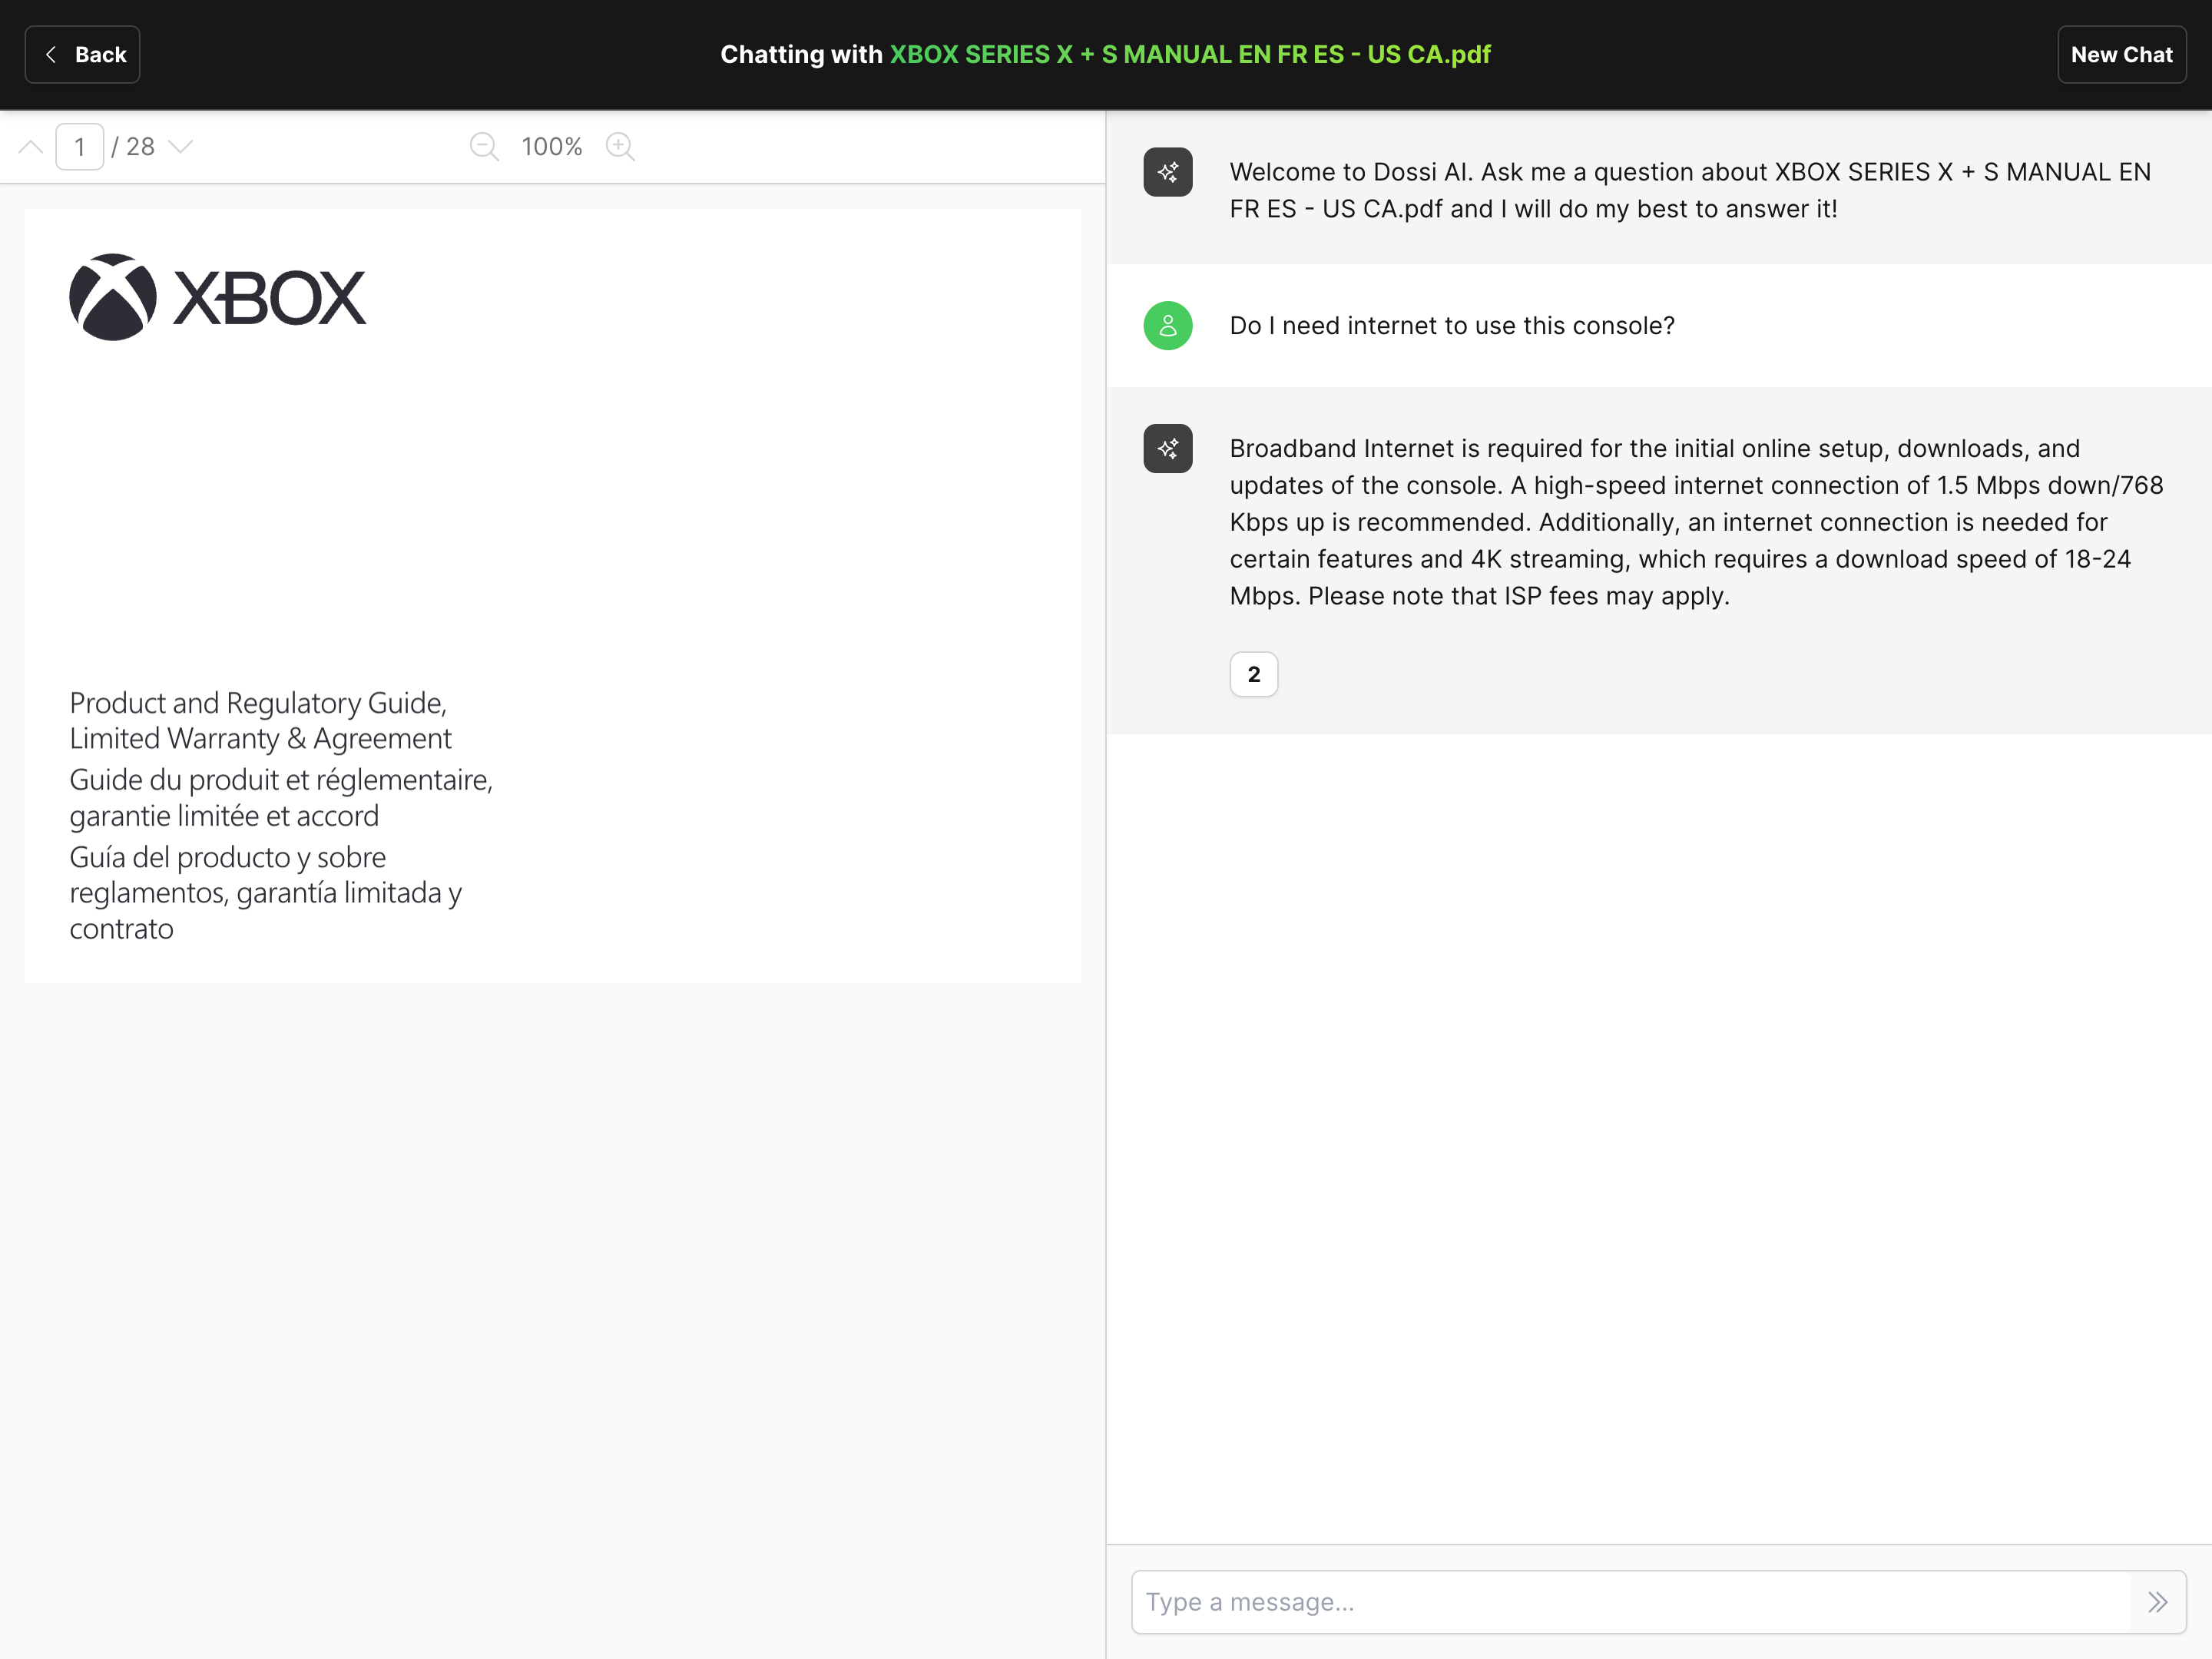 Back
Chatting with XBOX SERIES X + S MANUAL EN FR ES - US CA.pdf
New Chat
1 / 28
100%
XBOX
Product and Regulatory Guide,
Limited Warranty & Agreement
Guide du produit et réglementaire,
garantie limitée et accord
Guía del producto y sobre
reglamentos, garantía limitada y
contrato
Welcome to Dossi AI. Ask me a question about XBOX SERIES X + S MANUAL EN
FR ES - US CA.pdf and I will do my best to answer it!
Do I need internet to use this console?
Broadband Internet is required for the initial online setup, downloads, and
updates of the console. A high-speed internet connection of 1.5 Mbps down/768
Kbps up is recommended. Additionally, an internet connection is needed for
certain features and 4K streaming, which requires a download speed of 18-24
Mbps. Please note that ISP fees may apply.
2
Type a message...